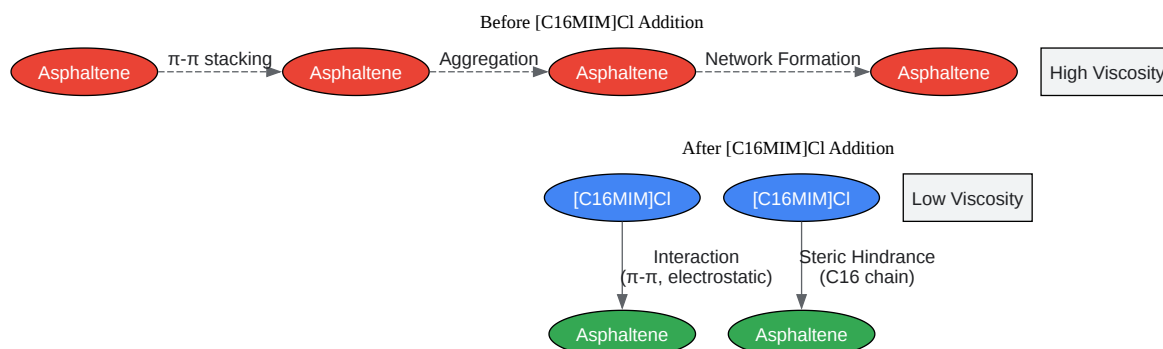 Before [C16MIM]Cl Addition
Asphaltene
π-π stacking
Asphaltene
Aggregation
Asphaltene
Network Formation
Asphaltene
High Viscosity
After [C16MIM]Cl Addition
[C16MIM]Cl
[C16MIM]Cl
Low Viscosity
Interaction
(π-π, electrostatic)
Steric Hindrance
(C16 chain)
Asphaltene
Asphaltene